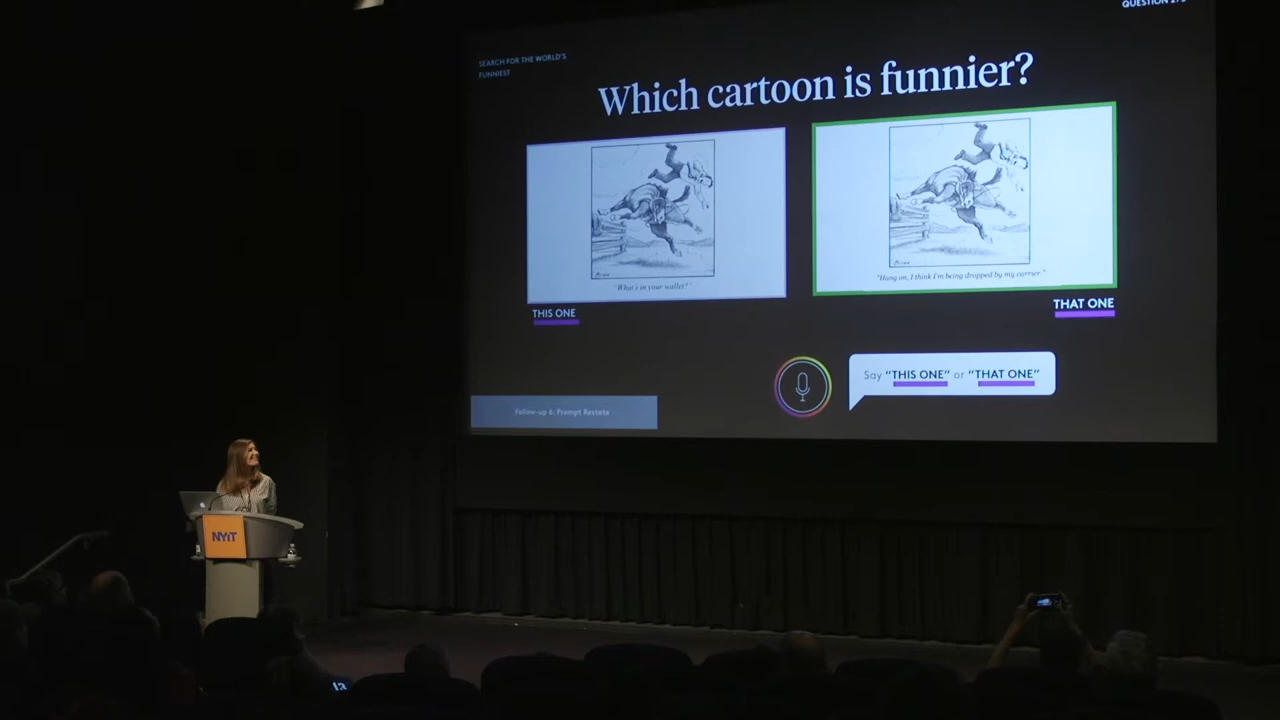 QUESTION
SEARCH FOR THE WORLD'S
FUNNIEST
Which cartoon is funnier?
"What's in your wallet?"
"Hang on, I think I'm being dropped by my carrier."
THIS ONE
THAT ONE
Say "THIS ONE" or "THAT ONE"
Follow-up 6: Prompt Restate
NYIT